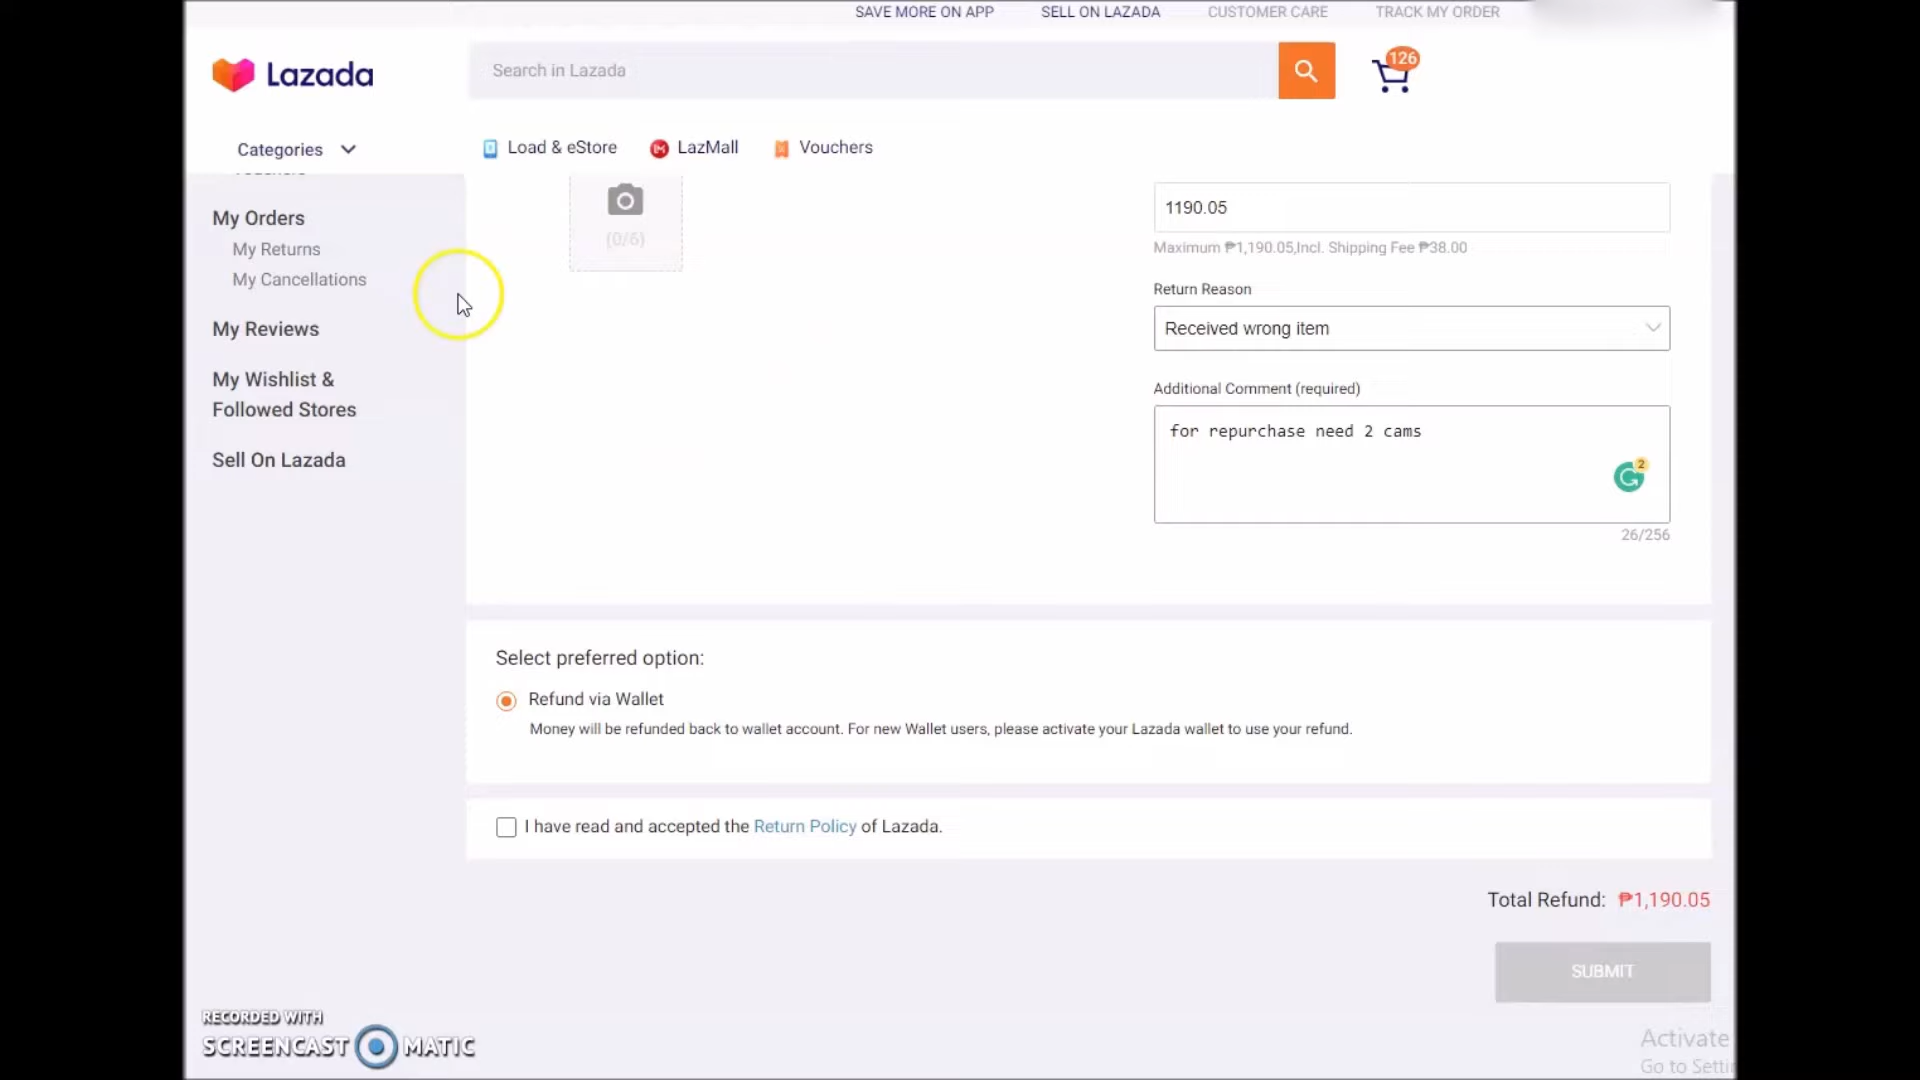 SAVE MORE ON APP SELL ON LAZADA CUSTOMER CARE TRACK MY ORDER
Lazada
Search in Lazada
126
Categories
Load & eStore LazMall Vouchers
My Orders
My Returns
My Cancellations
My Reviews
My Wishlist &
Followed Stores
Sell On Lazada
(0/6)
1190.05
Maximum ₱1,190.05,Incl. Shipping Fee ₱38.00
Return Reason
Received wrong item
Additional Comment (required)
for repurchase need 2 cams
2
26/256
Select preferred option:
Refund via Wallet
Money will be refunded back to wallet account. For new Wallet users, please activate your Lazada wallet to use your refund.
I have read and accepted the Return Policy of Lazada.
Total Refund: ₱1,190.05
SUBMIT
RECORDED WITH
SCREENCAST MATIC
Activate
Go to Setti